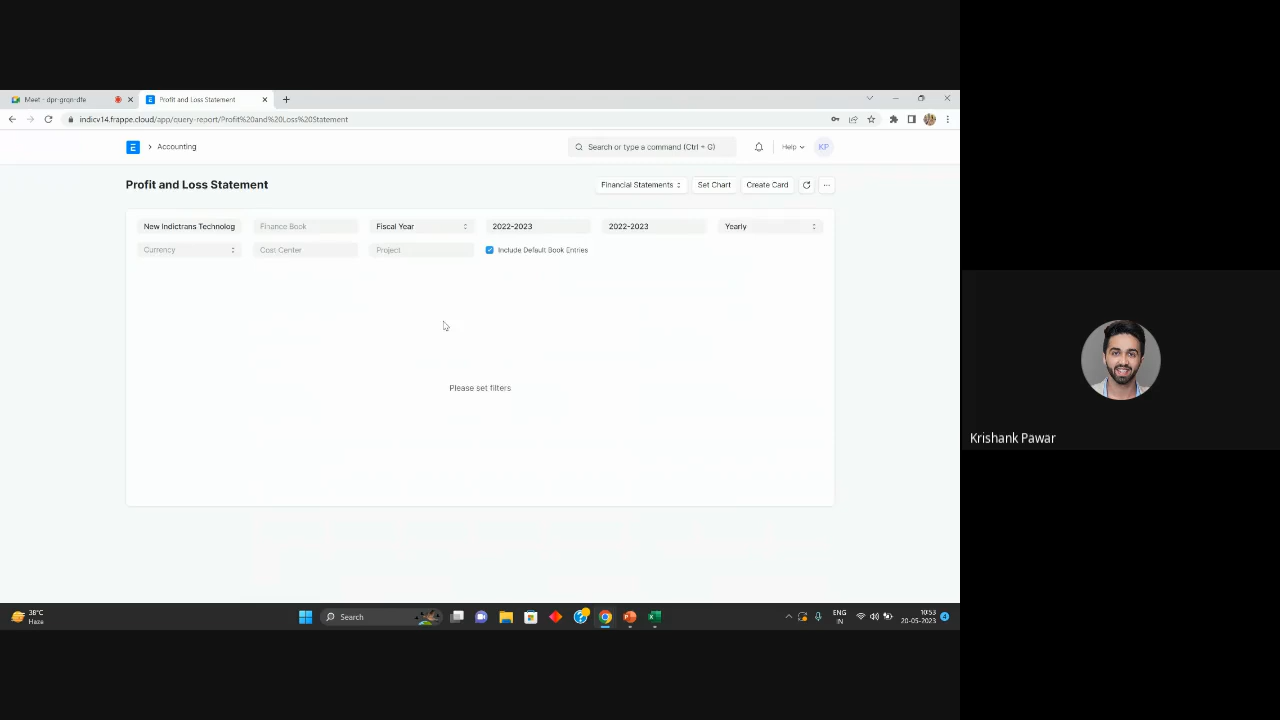 Meet - dpr-grqn-dfe
Profit and Loss Statement
indicv14.frappe.cloud/app/query-report/Profit%20and%20Loss%20Statement
E
Accounting
Search or type a command (Ctrl + G)
Help
KP
Profit and Loss Statement
Financial Statements
Set Chart
Create Card
New Indictrans Technolog
Finance Book
Fiscal Year
2022-2023
2022-2023
Yearly
Currency
Cost Center
Project
Include Default Book Entries
Please set filters
Krishank Pawar
38°C
Haze
Search
ENG
IN
10:53
20-05-2023
4